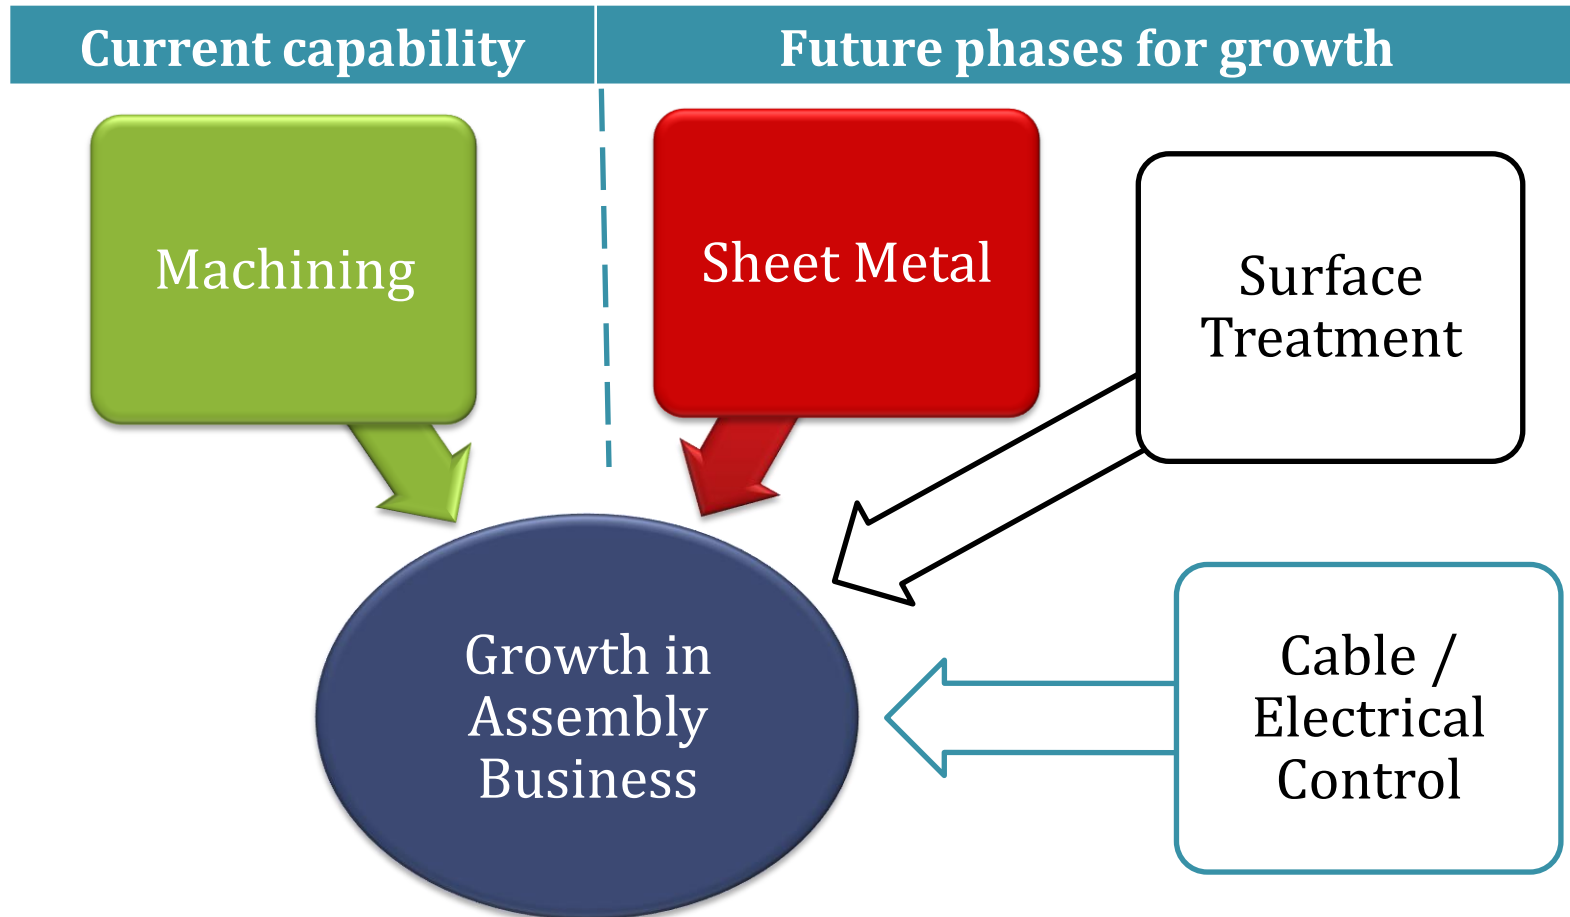 Current capability
Future phases for growth
Machining
Sheet Metal
Surface
Treatment
Growth in
Assembly
Business
Cable /
Electrical
Control